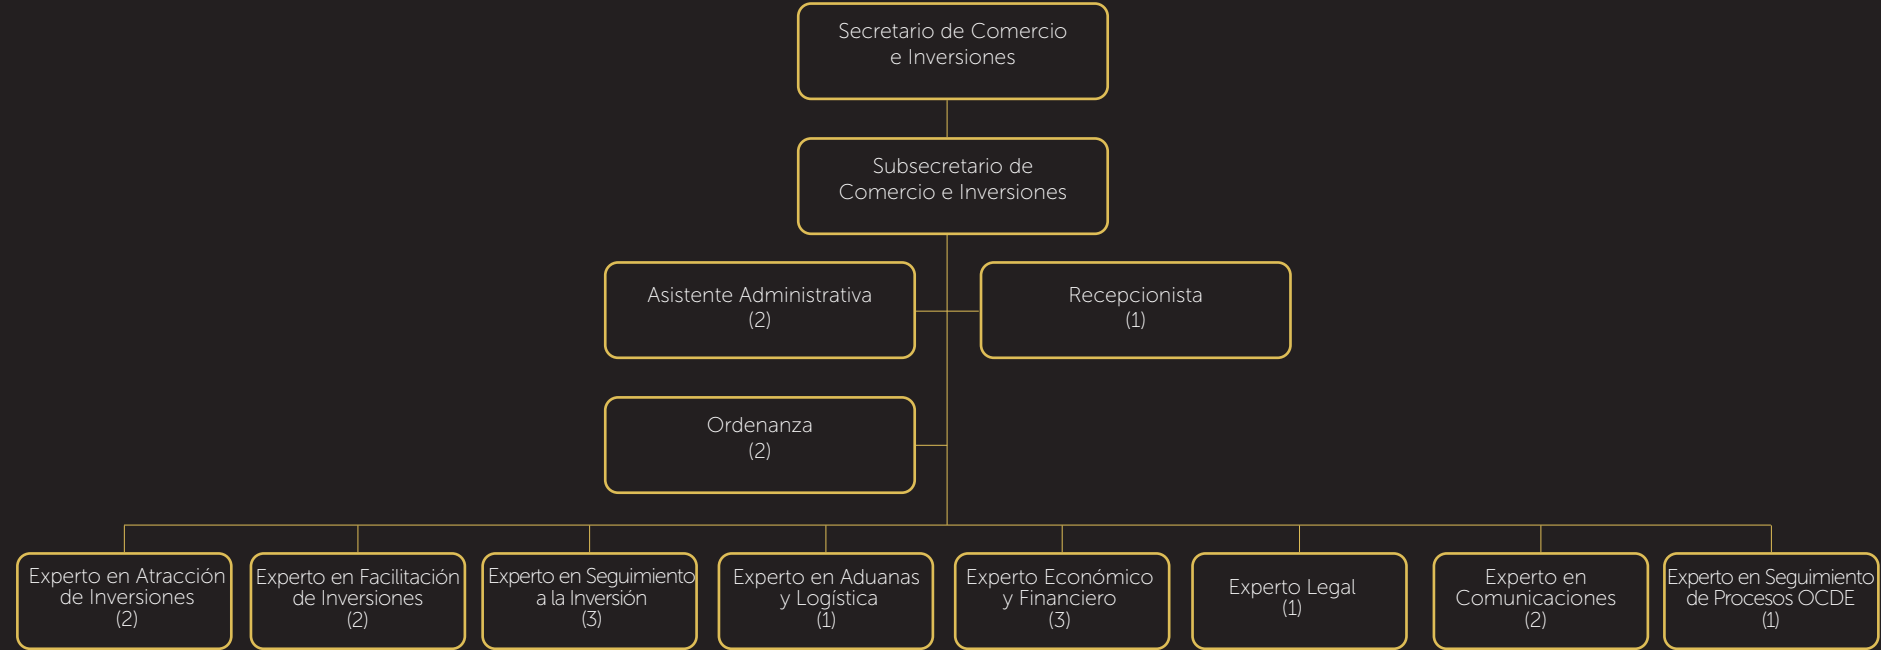 Secretario de Comercio
e Inversiones
Subsecretario de
Comercio e Inversiones
Asistente Administrativa
(2)
Recepcionista
(1)
Ordenanza
(2)
Experto en Atracción
de Inversiones
(2)
Experto en Facilitación
de Inversiones
(2)
Experto en Seguimiento
a la Inversión
(3)
Experto en Aduanas
y Logística
(1)
Experto Económico
y Financiero
(3)
Experto Legal
(1)
Experto en
Comunicaciones
(2)
Experto en Seguimiento
de Procesos OCDE
(1)